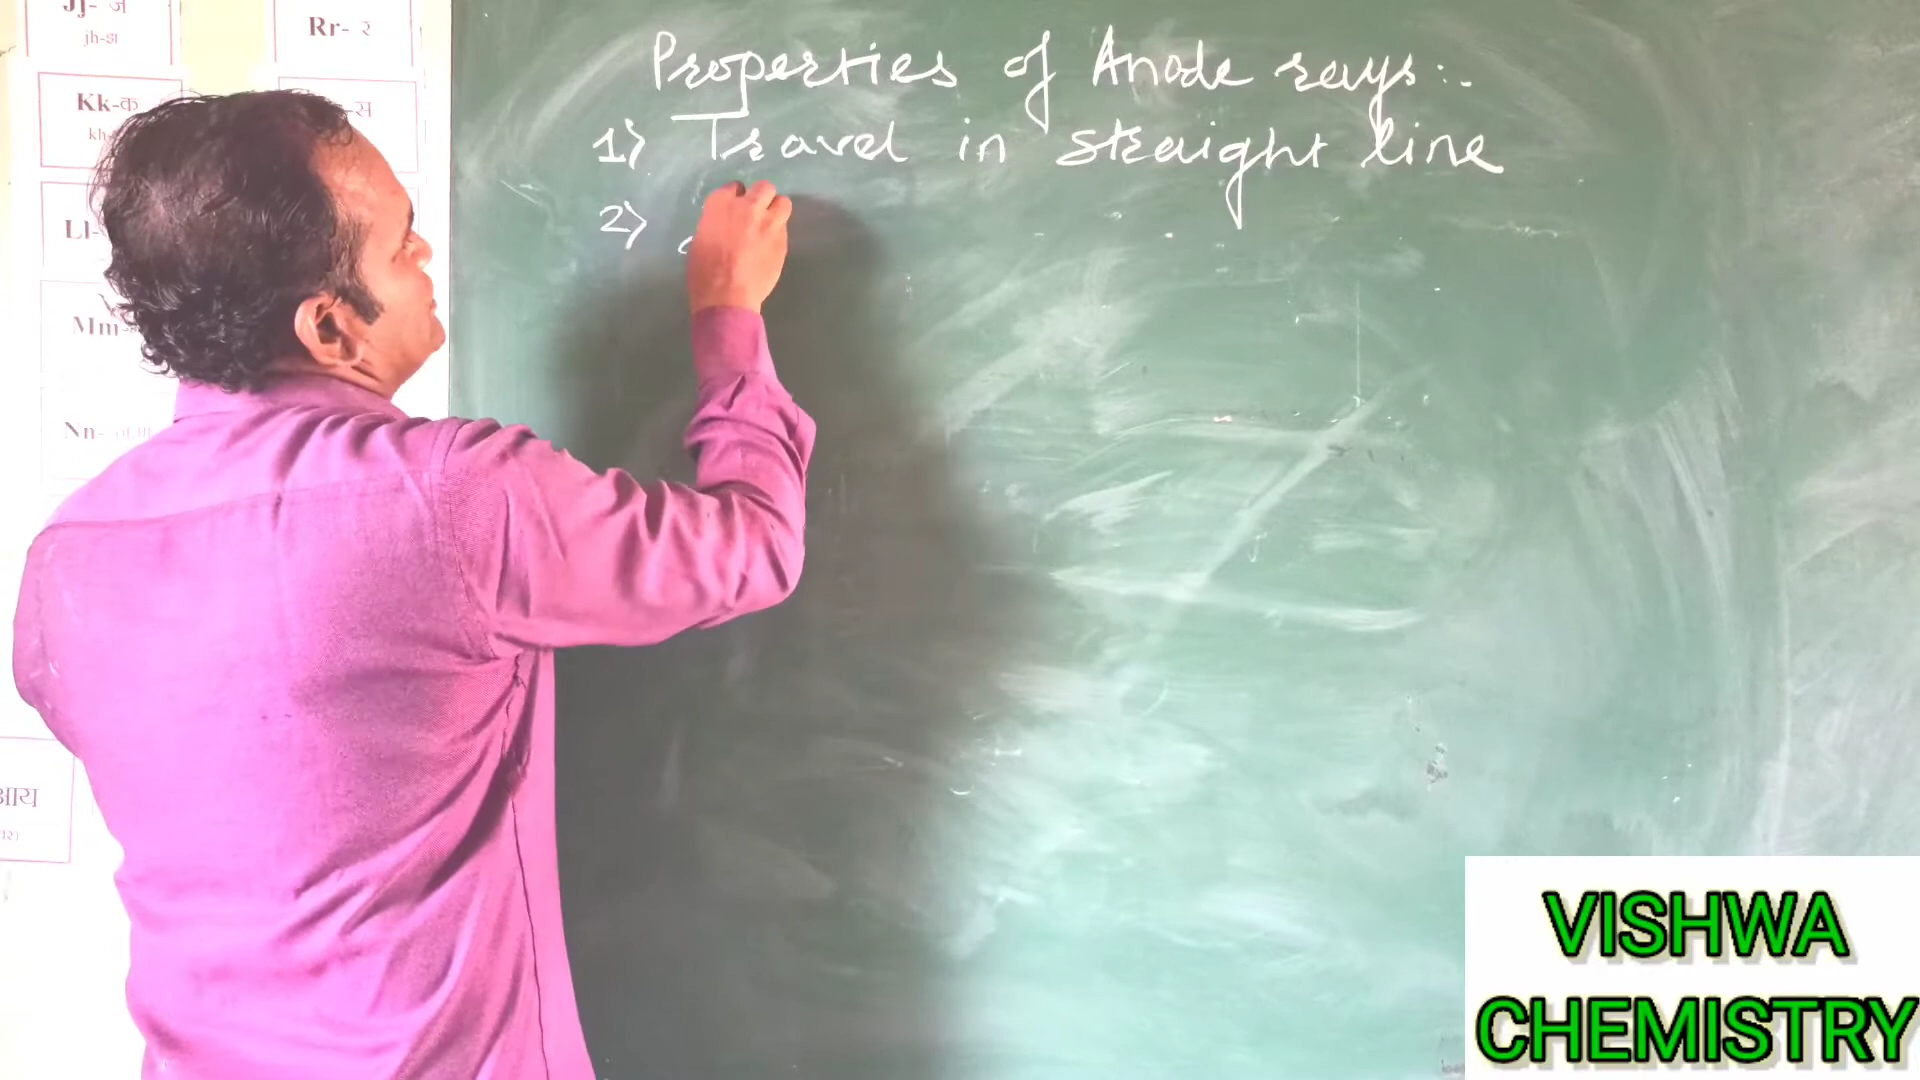 Jj- ज
jh-झ
Rr- र
Kk-क
kh-
-स
Ll-
Mm-
Nn-
आय
Properties of Anode rays:-
1) Travel in straight line
2)
VISHWA
CHEMISTRY